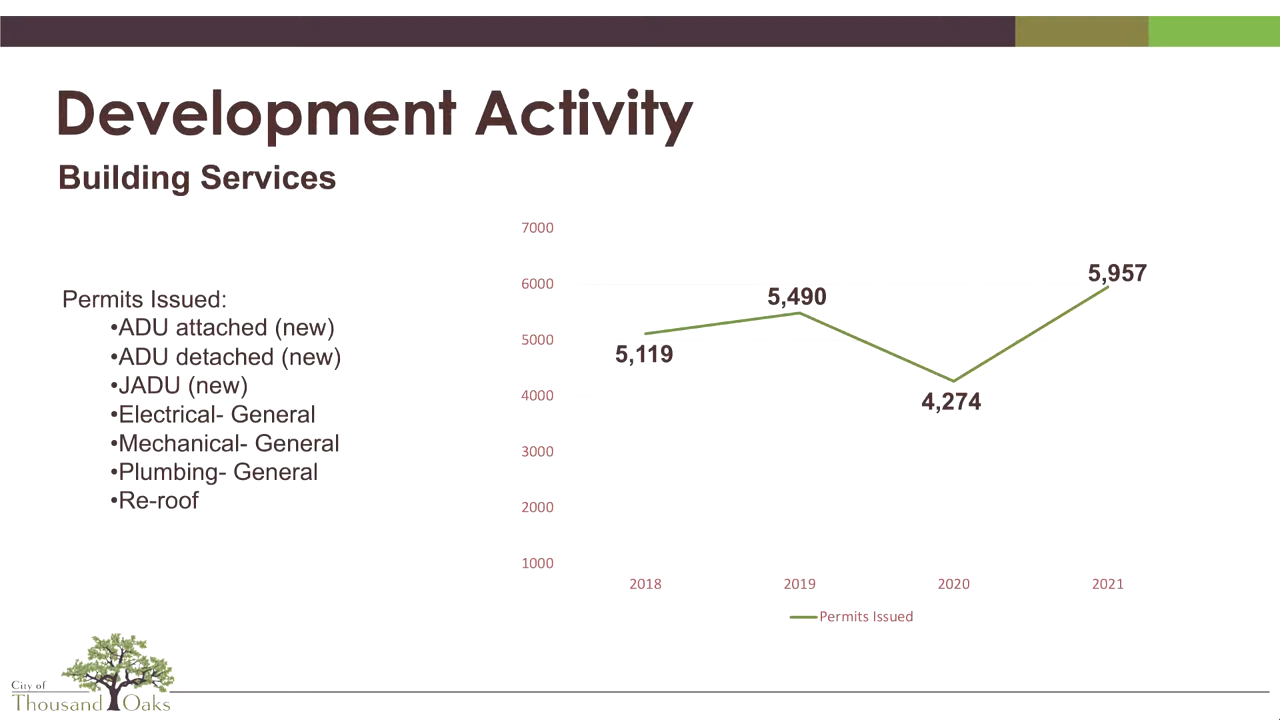 Development Activity
Building Services
Permits Issued:
•ADU attached (new)
•ADU detached (new)
•JADU (new)
•Electrical- General
•Mechanical- General
•Plumbing- General
•Re-roof
7000
6000
5000
4000
3000
2000
1000
5,119
5,490
4,274
5,957
2018 2019 2020 2021
Permits Issued
City of
Thousand Oaks